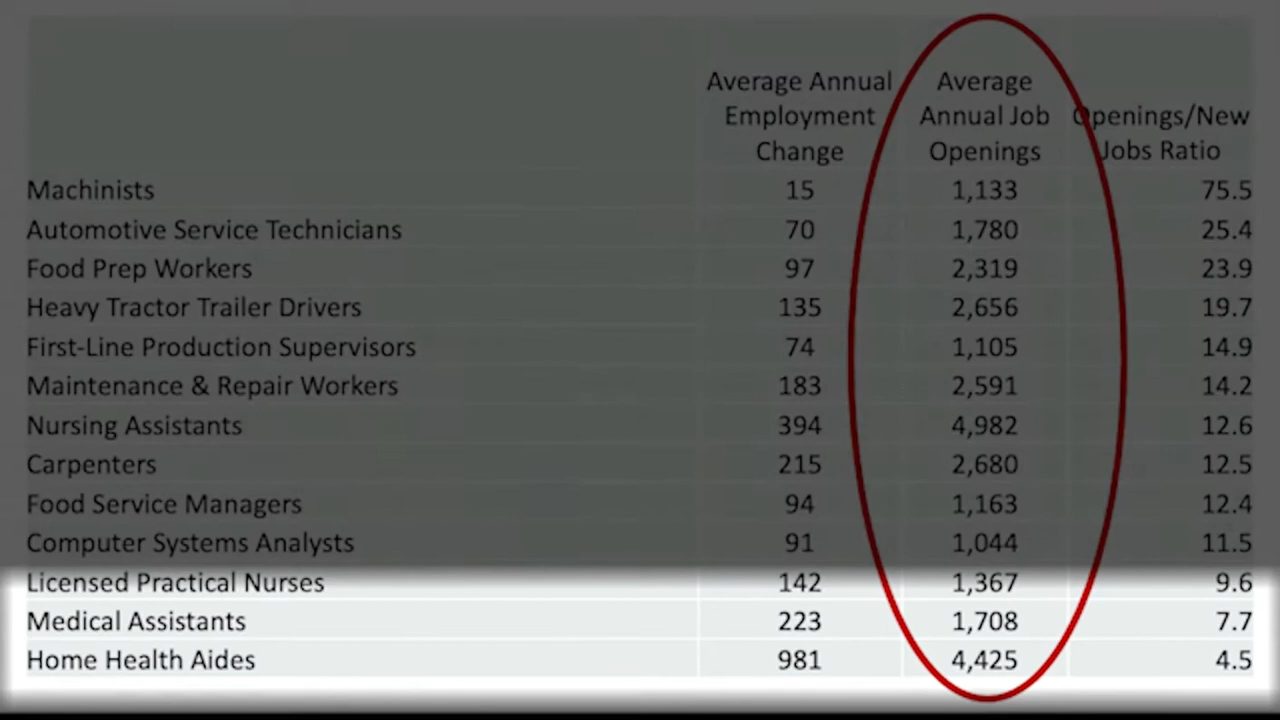 Average Annual Employment Change Average Annual Job Openings Openings/New Jobs Ratio
Machinists 15 1,133 75.5
Automotive Service Technicians 70 1,780 25.4
Food Prep Workers 97 2,319 23.9
Heavy Tractor Trailer Drivers 135 2,656 19.7
First-Line Production Supervisors 74 1,105 14.9
Maintenance & Repair Workers 183 2,591 14.2
Nursing Assistants 394 4,982 12.6
Carpenters 215 2,680 12.5
Food Service Managers 94 1,163 12.4
Computer Systems Analysts 91 1,044 11.5
Licensed Practical Nurses 142 1,367 9.6
Medical Assistants 223 1,708 7.7
Home Health Aides 981 4,425 4.5